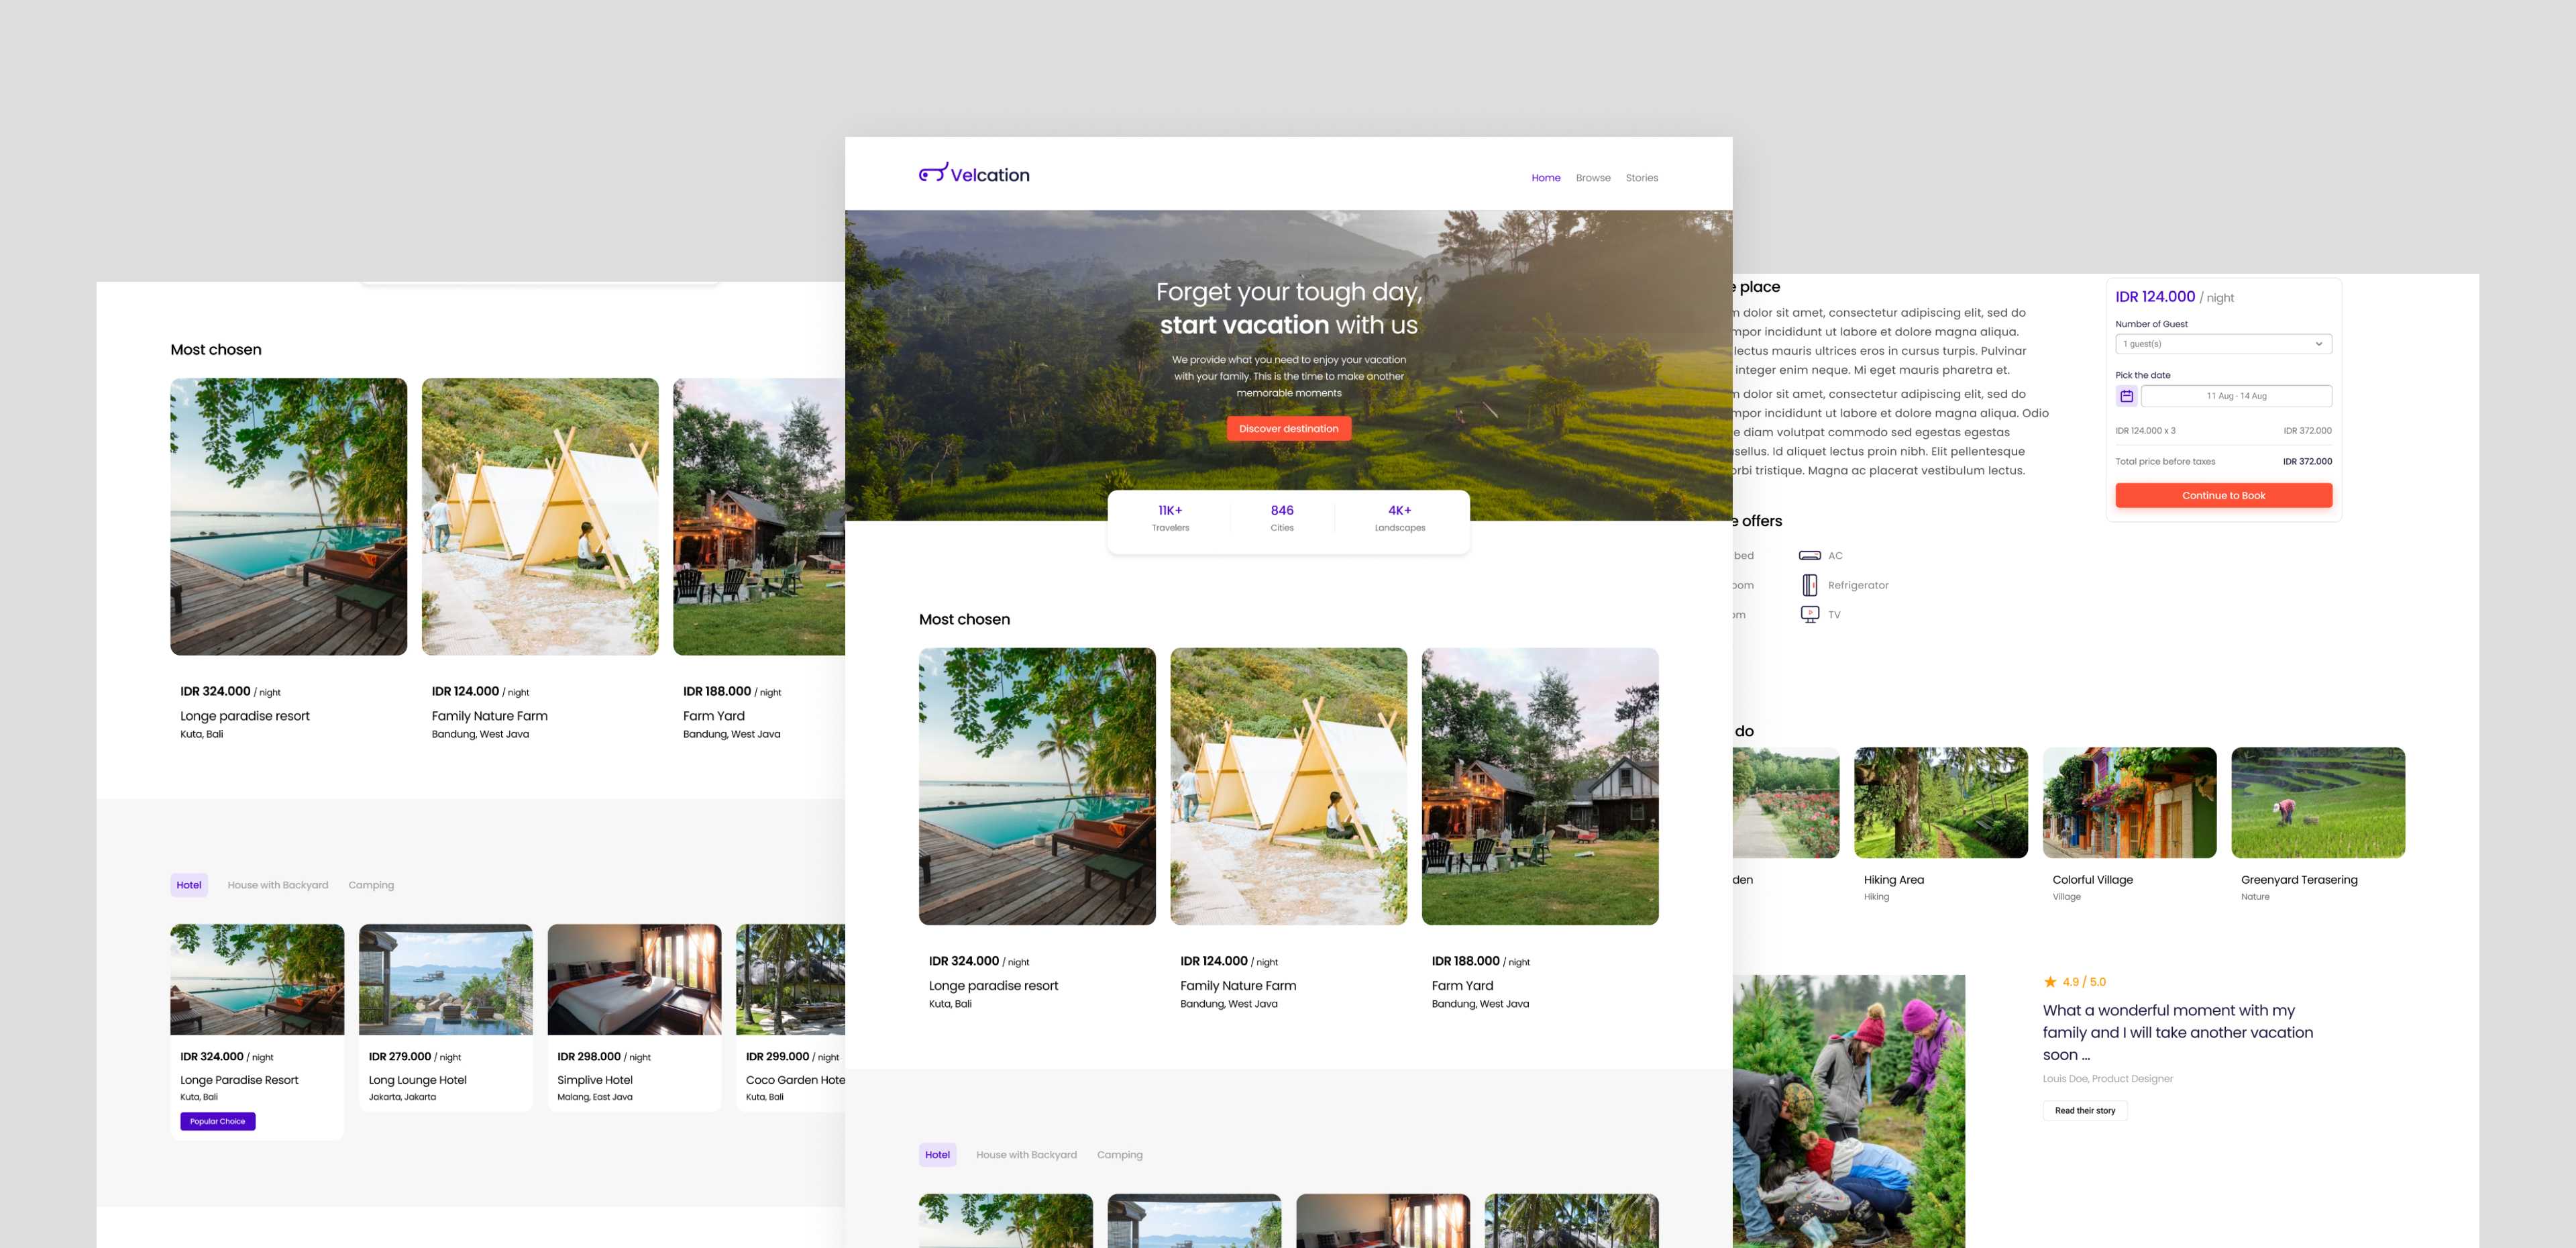 Most chosen
IDR 324.000 / night
Longe paradise resort
Kuta, Bali
IDR 124.000 / night
Family Nature Farm
Bandung, West Java
IDR 188.000 / night
Farm Yard
Bandung, West Java
Hotel
House with Backyard
Camping
IDR 324.000 / night
Longe Paradise Resort
Kuta, Bali
Popular Choice
IDR 279.000 / night
Long Lounge Hotel
Jakarta, Jakarta
IDR 298.000 / night
Simplive Hotel
Malang, East Java
IDR 299.000 / night
Coco Garden Hote
Kuta, Bali
Velcation
Home
Browse
Stories
Forget your tough day,
start vacation with us
We provide what you need to enjoy your vacation
with your family. This is the time to make another
memorable moments
Discover destination
11K+
Travelers
846
Cities
4K+
Landscapes
Most chosen
IDR 324.000 / night
Longe paradise resort
Kuta, Bali
IDR 124.000 / night
Family Nature Farm
Bandung, West Java
IDR 188.000 / night
Farm Yard
Bandung, West Java
Hotel
House with Backyard
Camping
place
dolor sit amet, consectetur adipiscing elit, sed do
mpor incididunt ut labore et dolore magna aliqua.
lectus mauris ultrices eros in cursus turpis. Pulvinar
integer enim neque. Mi eget mauris pharetra et.
dolor sit amet, consectetur adipiscing elit, sed do
mpor incididunt ut labore et dolore magna aliqua. Odio
e diam volutpat commodo sed egestas egestas
sellus. Id aliquet lectus proin nibh. Elit pellentesque
rbi tristique. Magna ac placerat vestibulum lectus.
IDR 124.000 / night
Number of Guest
1 guest(s)
Pick the date
11 Aug - 14 Aug
IDR 124.000 x 3
IDR 372.000
Total price before taxes
IDR 372.000
Continue to Book
e offers
bed
AC
oom
Refrigerator
om
TV
do
den
Hiking Area
Hiking
Colorful Village
Village
Greenyard Terasering
Nature
4.9 / 5.0
What a wonderful moment with my
family and I will take another vacation
soon ...
Louis Doe, Product Designer
Read their story